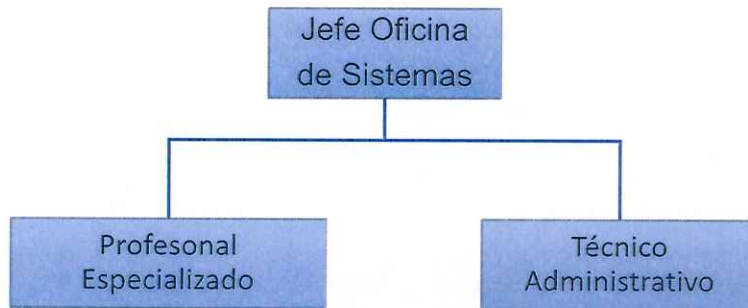 Jefe Oficina
de Sistemas
Profesonal
Especializado
Técnico
Administrativo